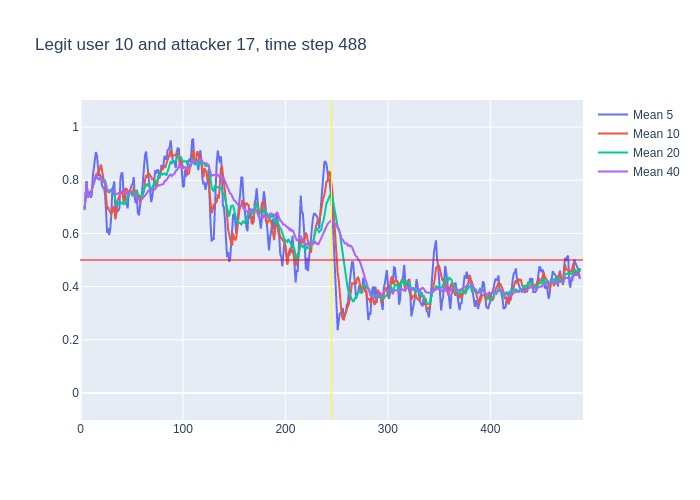 Legit user 10 and attacker 17, time step 488
Mean 5
Mean 10
Mean 20
Mean 40
1
0.8
0.6
0.4
0.2
0
0 100 200 300 400